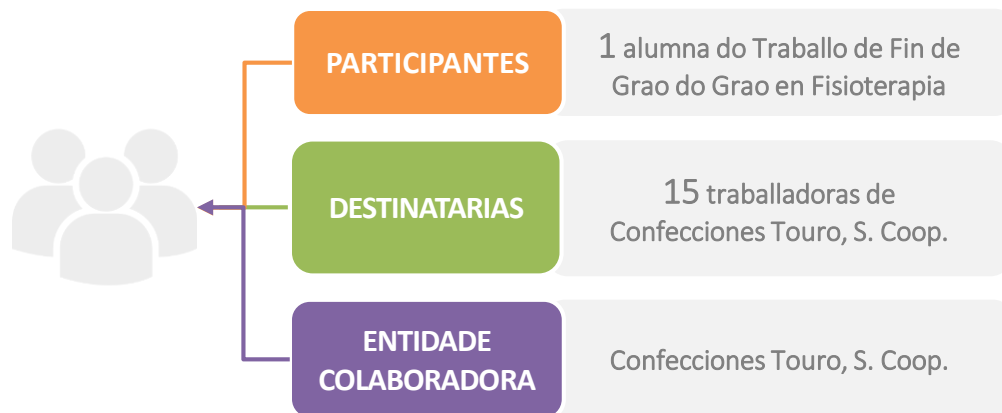 PARTICIPANTES
1 alumna do Traballo de Fin de
Grao do Grao en Fisioterapia
DESTINATARIAS
15 traballadoras de
Confecciones Touro, S. Coop.
ENTIDADE
COLABORADORA
Confecciones Touro, S. Coop.